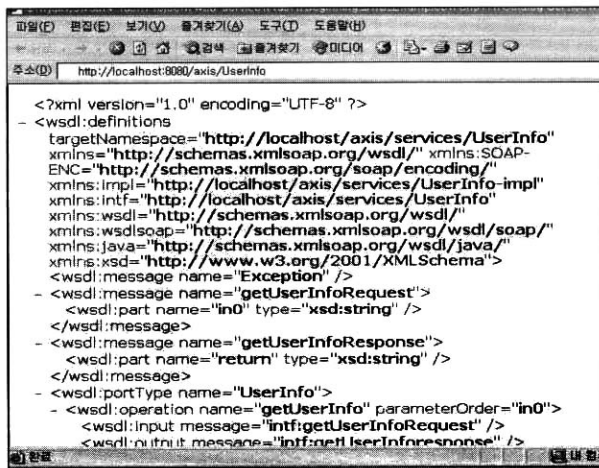 파일(F) 편집(E) 보기(V) 즐겨찾기(A) 도구(T) 도움말(H)
검색 즐겨찾기 미디어
주소(D) http://localhost:8080/axis/UserInfo
<?xml version="1.0" encoding="UTF-8" ?>
- <wsdl:definitions
targetNamespace="http://localhost/axis/services/UserInfo"
xmlns="http://schemas.xmlsoap.org/wsdl/" xmlns:SOAP-
ENC="http://schemas.xmlsoap.org/soap/encoding/"
xmlns:impl="http://localhost/axis/services/UserInfo-impl"
xmlns:intf="http://localhost/axis/services/UserInfo"
xmlns:wsdl="http://schemas.xmlsoap.org/wsdl/"
xmlns:wsdlsoap="http://schemas.xmlsoap.org/wsdl/soap/"
xmlns:java="http://schemas.xmlsoap.org/wsdl/java/"
xmlns:xsd="http://www.w3.org/2001/XMLSchema">
<wsdl:message name="Exception" />
- <wsdl:message name="getUserInfoRequest">
<wsdl:part name="in0" type="xsd:string" />
</wsdl:message>
- <wsdl:message name="getUserInfoResponse">
<wsdl:part name="return" type="xsd:string" />
</wsdl:message>
- <wsdl:portType name="UserInfo">
- <wsdl:operation name="getUserInfo" parameterOrder="in0">
<wsdl:input message="intf:getUserInfoRequest" />
<wsdl:output message="intf:getUserInforesponse" />
완료 내